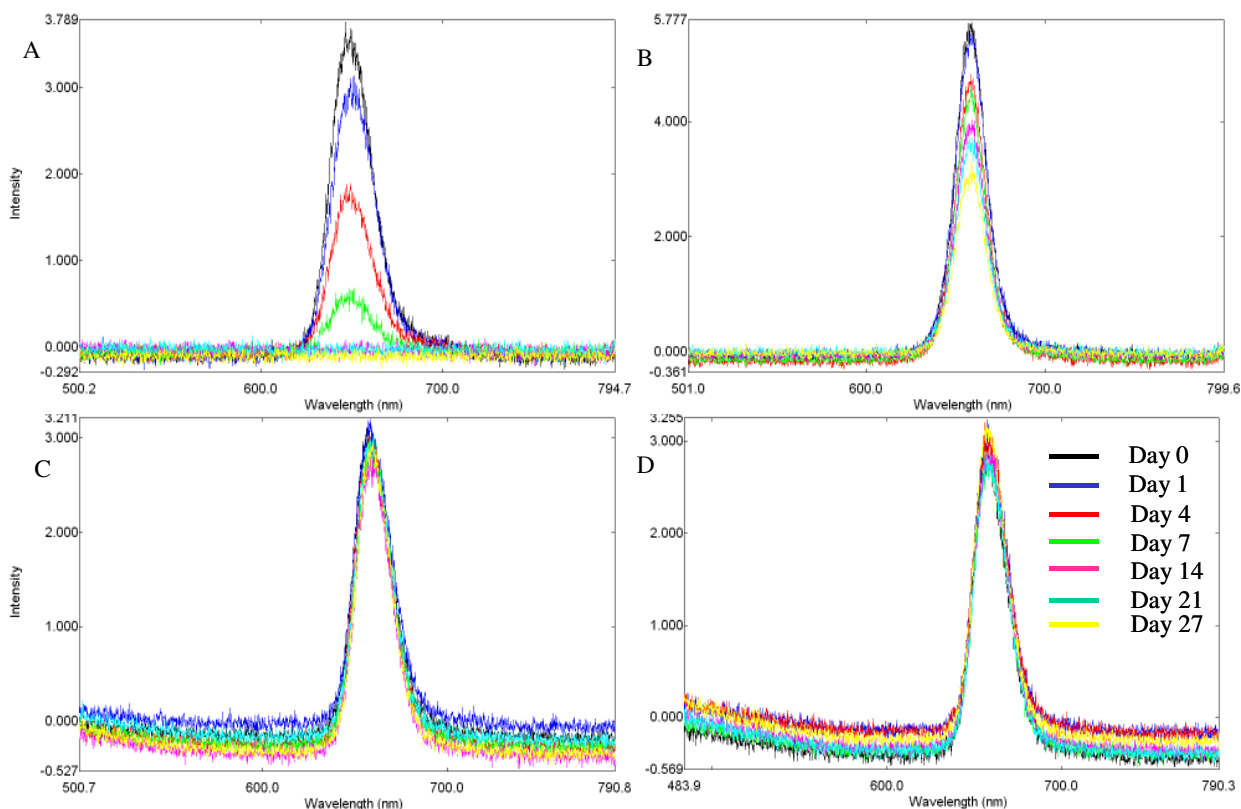 A
3.789
3.000
2.000
1.000
0.000
-0.292
Intensity
500.2
600.0
700.0
794.7
Wavelength (nm)
B
5.777
4.000
2.000
0.000
-0.361
501.0
600.0
700.0
799.6
Wavelength (nm)
C
3.211
3.000
2.000
1.000
0.000
-0.527
Intensity
500.7
600.0
700.0
790.8
Wavelength (nm)
D
3.255
3.000
2.000
1.000
0.000
-0.569
483.9
600.0
700.0
790.3
Wavelength (nm)
Day 0
Day 1
Day 4
Day 7
Day 14
Day 21
Day 27